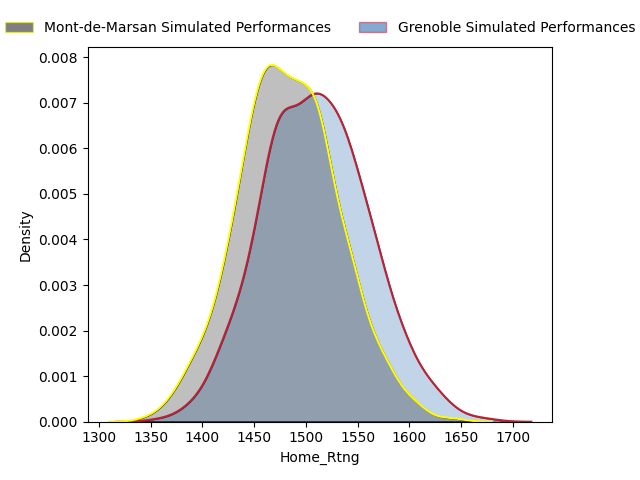 Mont-de-Marsan Simulated Performances Grenoble Simulated Performances
0.008
0.007
0.006
0.005
0.004
0.003
0.002
0.001
0.000
Density
1300 1350 1400 1450 1500 1550 1600 1650 1700
Home_Rtng